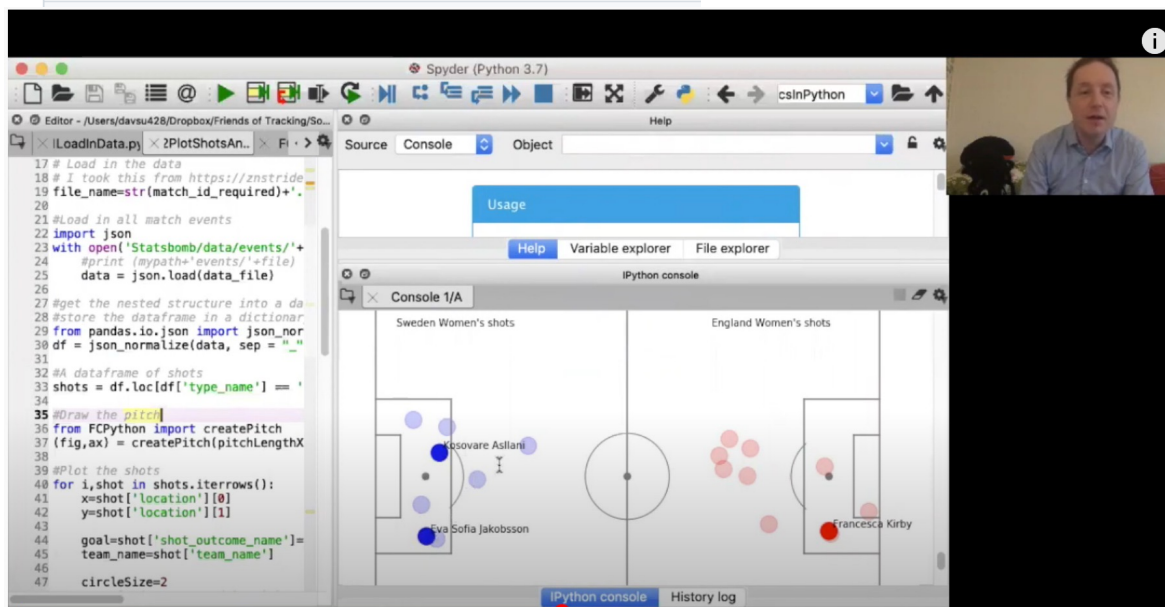 Spyder (Python 3.7)
csInPython
Editor - /Users/davsu428/Dropbox/Friends of Tracking/So...
Help
LoadInData.py
2PlotShotsAn...
Source
Console
Object
Usage
Help
Variable explorer
File explorer
IPython console
Console 1/A
17 # Load in the data
18 # I took this from https://znstride
19 file_name=str(match_id_required)+'.
20
21 #Load in all match events
22 import json
23 with open('Statsbomb/data/events/'+
24 #print (mypath+'events/'+file)
25 data = json.load(data_file)
26
27 #get the nested structure into a da
28 #store the dataframe in a dictionar
29 from pandas.io.json import json_nor
30 df = json_normalize(data, sep = "_"
31
32 #A dataframe of shots
33 shots = df.loc[df['type_name'] == '
34
35 #Draw the pitch
36 from FCPython import createPitch
37 (fig,ax) = createPitch(pitchLengthX
38
39 #Plot the shots
40 for i,shot in shots.iterrows():
41 x=shot['location'][0]
42 y=shot['location'][1]
43
44 goal=shot['shot_outcome_name']=
45 team_name=shot['team_name']
46
47 circleSize=2
Sweden Women's shots
England Women's shots
Kosovare Asllani
Eva Sofia Jakobsson
Francesca Kirby
IPython console
History log